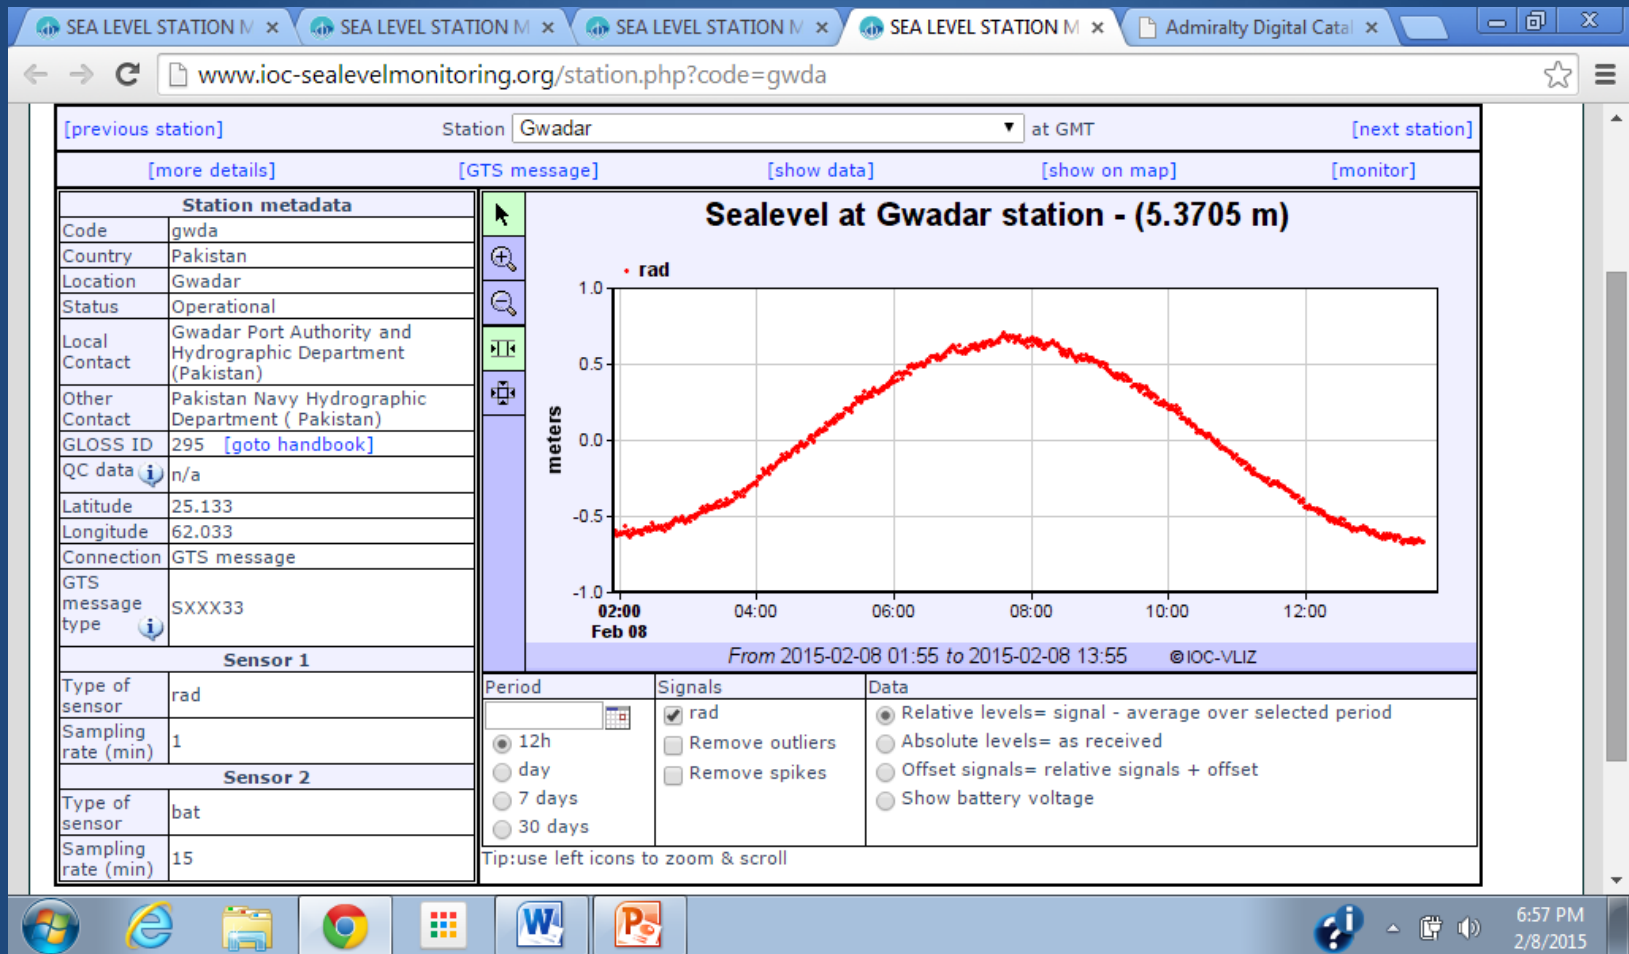 SEA LEVEL STATION M
SEA LEVEL STATION M
SEA LEVEL STATION M
SEA LEVEL STATION M
Admiralty Digital Catal
www.ioc-sealevelmonitoring.org/station.php?code=gwda
[previous station] Station Gwadar at GMT [next station]
[more details] [GTS message] [show data] [show on map] [monitor]
Station metadata
Code gwda
Country Pakistan
Location Gwadar
Status Operational
Local Contact Gwadar Port Authority and
Hydrographic Department
(Pakistan)
Other Contact Pakistan Navy Hydrographic
Department ( Pakistan)
GLOSS ID 295 [goto handbook]
QC data i n/a
Latitude 25.133
Longitude 62.033
Connection GTS message
GTS
message
type i SXXX33
Sensor 1
Type of
sensor rad
Sampling
rate (min) 1
Sensor 2
Type of
sensor bat
Sampling
rate (min) 15
Sealevel at Gwadar station - (5.3705 m)
rad
meters
1.0
0.5
0.0
-0.5
-1.0
02:00 04:00 06:00 08:00 10:00 12:00
Feb 08
From 2015-02-08 01:55 to 2015-02-08 13:55 ©IOC-VLIZ
Period Signals Data
12h
day
7 days
30 days
rad
Remove outliers
Remove spikes
Relative levels= signal - average over selected period
Absolute levels= as received
Offset signals= relative signals + offset
Show battery voltage
Tip:use left icons to zoom & scroll
6:57 PM
2/8/2015